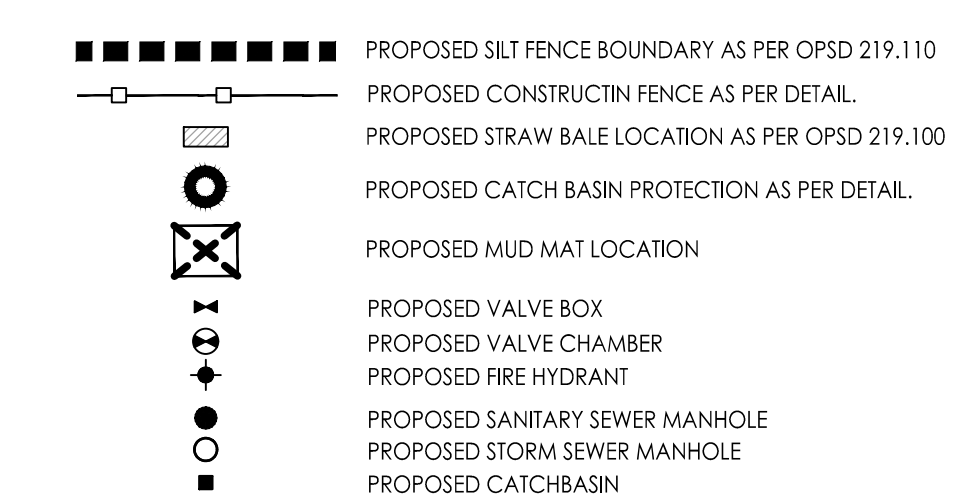 PROPOSED SILT FENCE BOUNDARY AS PER OPSD 219.110
PROPOSED CONSTRUCTIN FENCE AS PER DETAIL.
PROPOSED STRAW BALE LOCATION AS PER OPSD 219.100
PROPOSED CATCH BASIN PROTECTION AS PER DETAIL.
PROPOSED MUD MAT LOCATION
PROPOSED VALVE BOX
PROPOSED VALVE CHAMBER
PROPOSED FIRE HYDRANT
PROPOSED SANITARY SEWER MANHOLE
PROPOSED STORM SEWER MANHOLE
PROPOSED CATCHBASIN